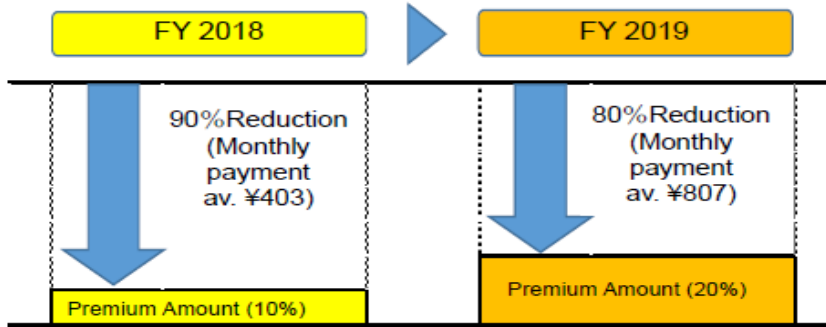 FY 2018
FY 2019
90%Reduction
(Monthly
payment
av. ¥403)
80%Reduction
(Monthly
payment
av. ¥807)
Premium Amount (10%)
Premium Amount (20%)